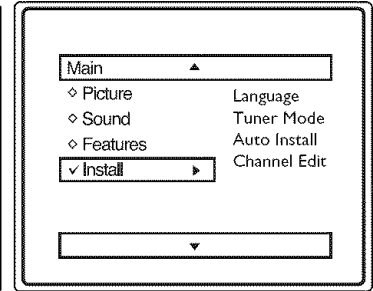 Main ▲
◇ Picture
◇ Sound
◇ Features
✓ Install ▶
Language
Tuner Mode
Auto Install
Channel Edit
▼